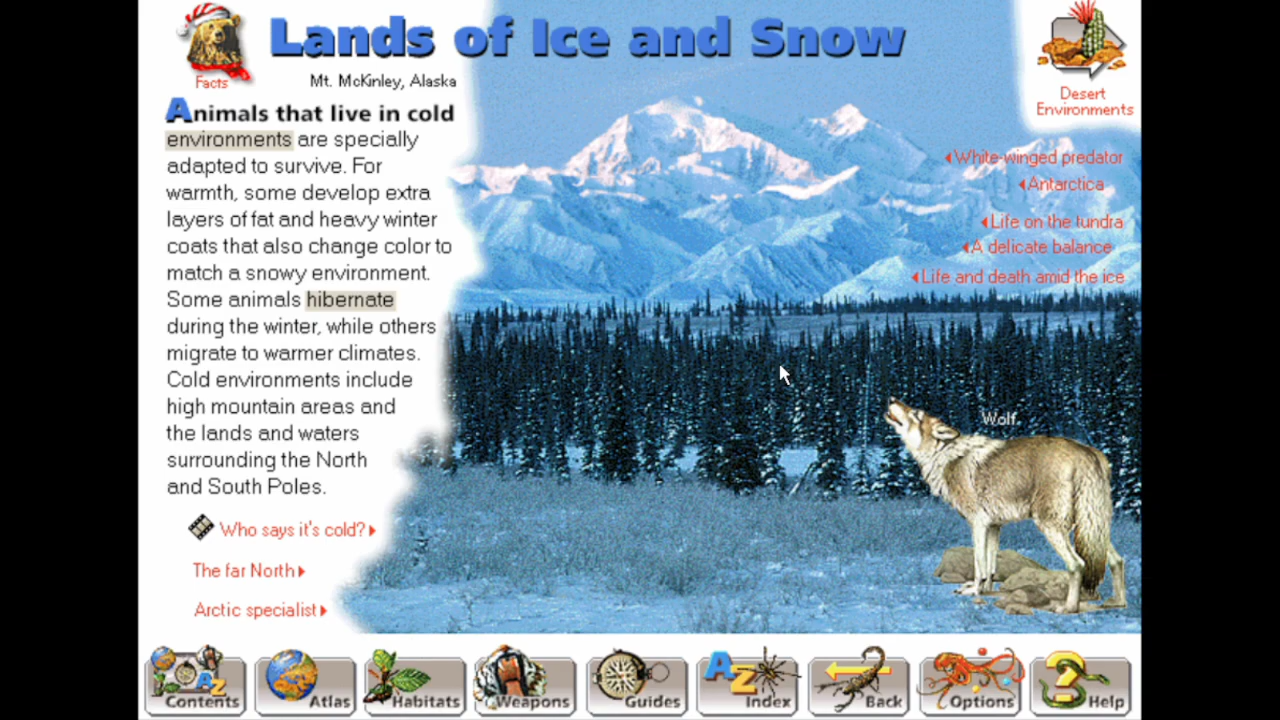 Lands of Ice and Snow
Facts
Mt. McKinley, Alaska
Desert
Environments
Animals that live in cold
environments are specially
adapted to survive. For
warmth, some develop extra
layers of fat and heavy winter
coats that also change color to
match a snowy environment.
Some animals hibernate
during the winter, while others
migrate to warmer climates.
Cold environments include
high mountain areas and
the lands and waters
surrounding the North
and South Poles.
Who says it's cold?
The far North
Arctic specialist
White-winged predator
Antarctica
Life on the tundra
A delicate balance
Life and death amid the ice
Wolf
Contents
Atlas
Habitats
Weapons
Guides
AZ Index
Back
Options
? Help